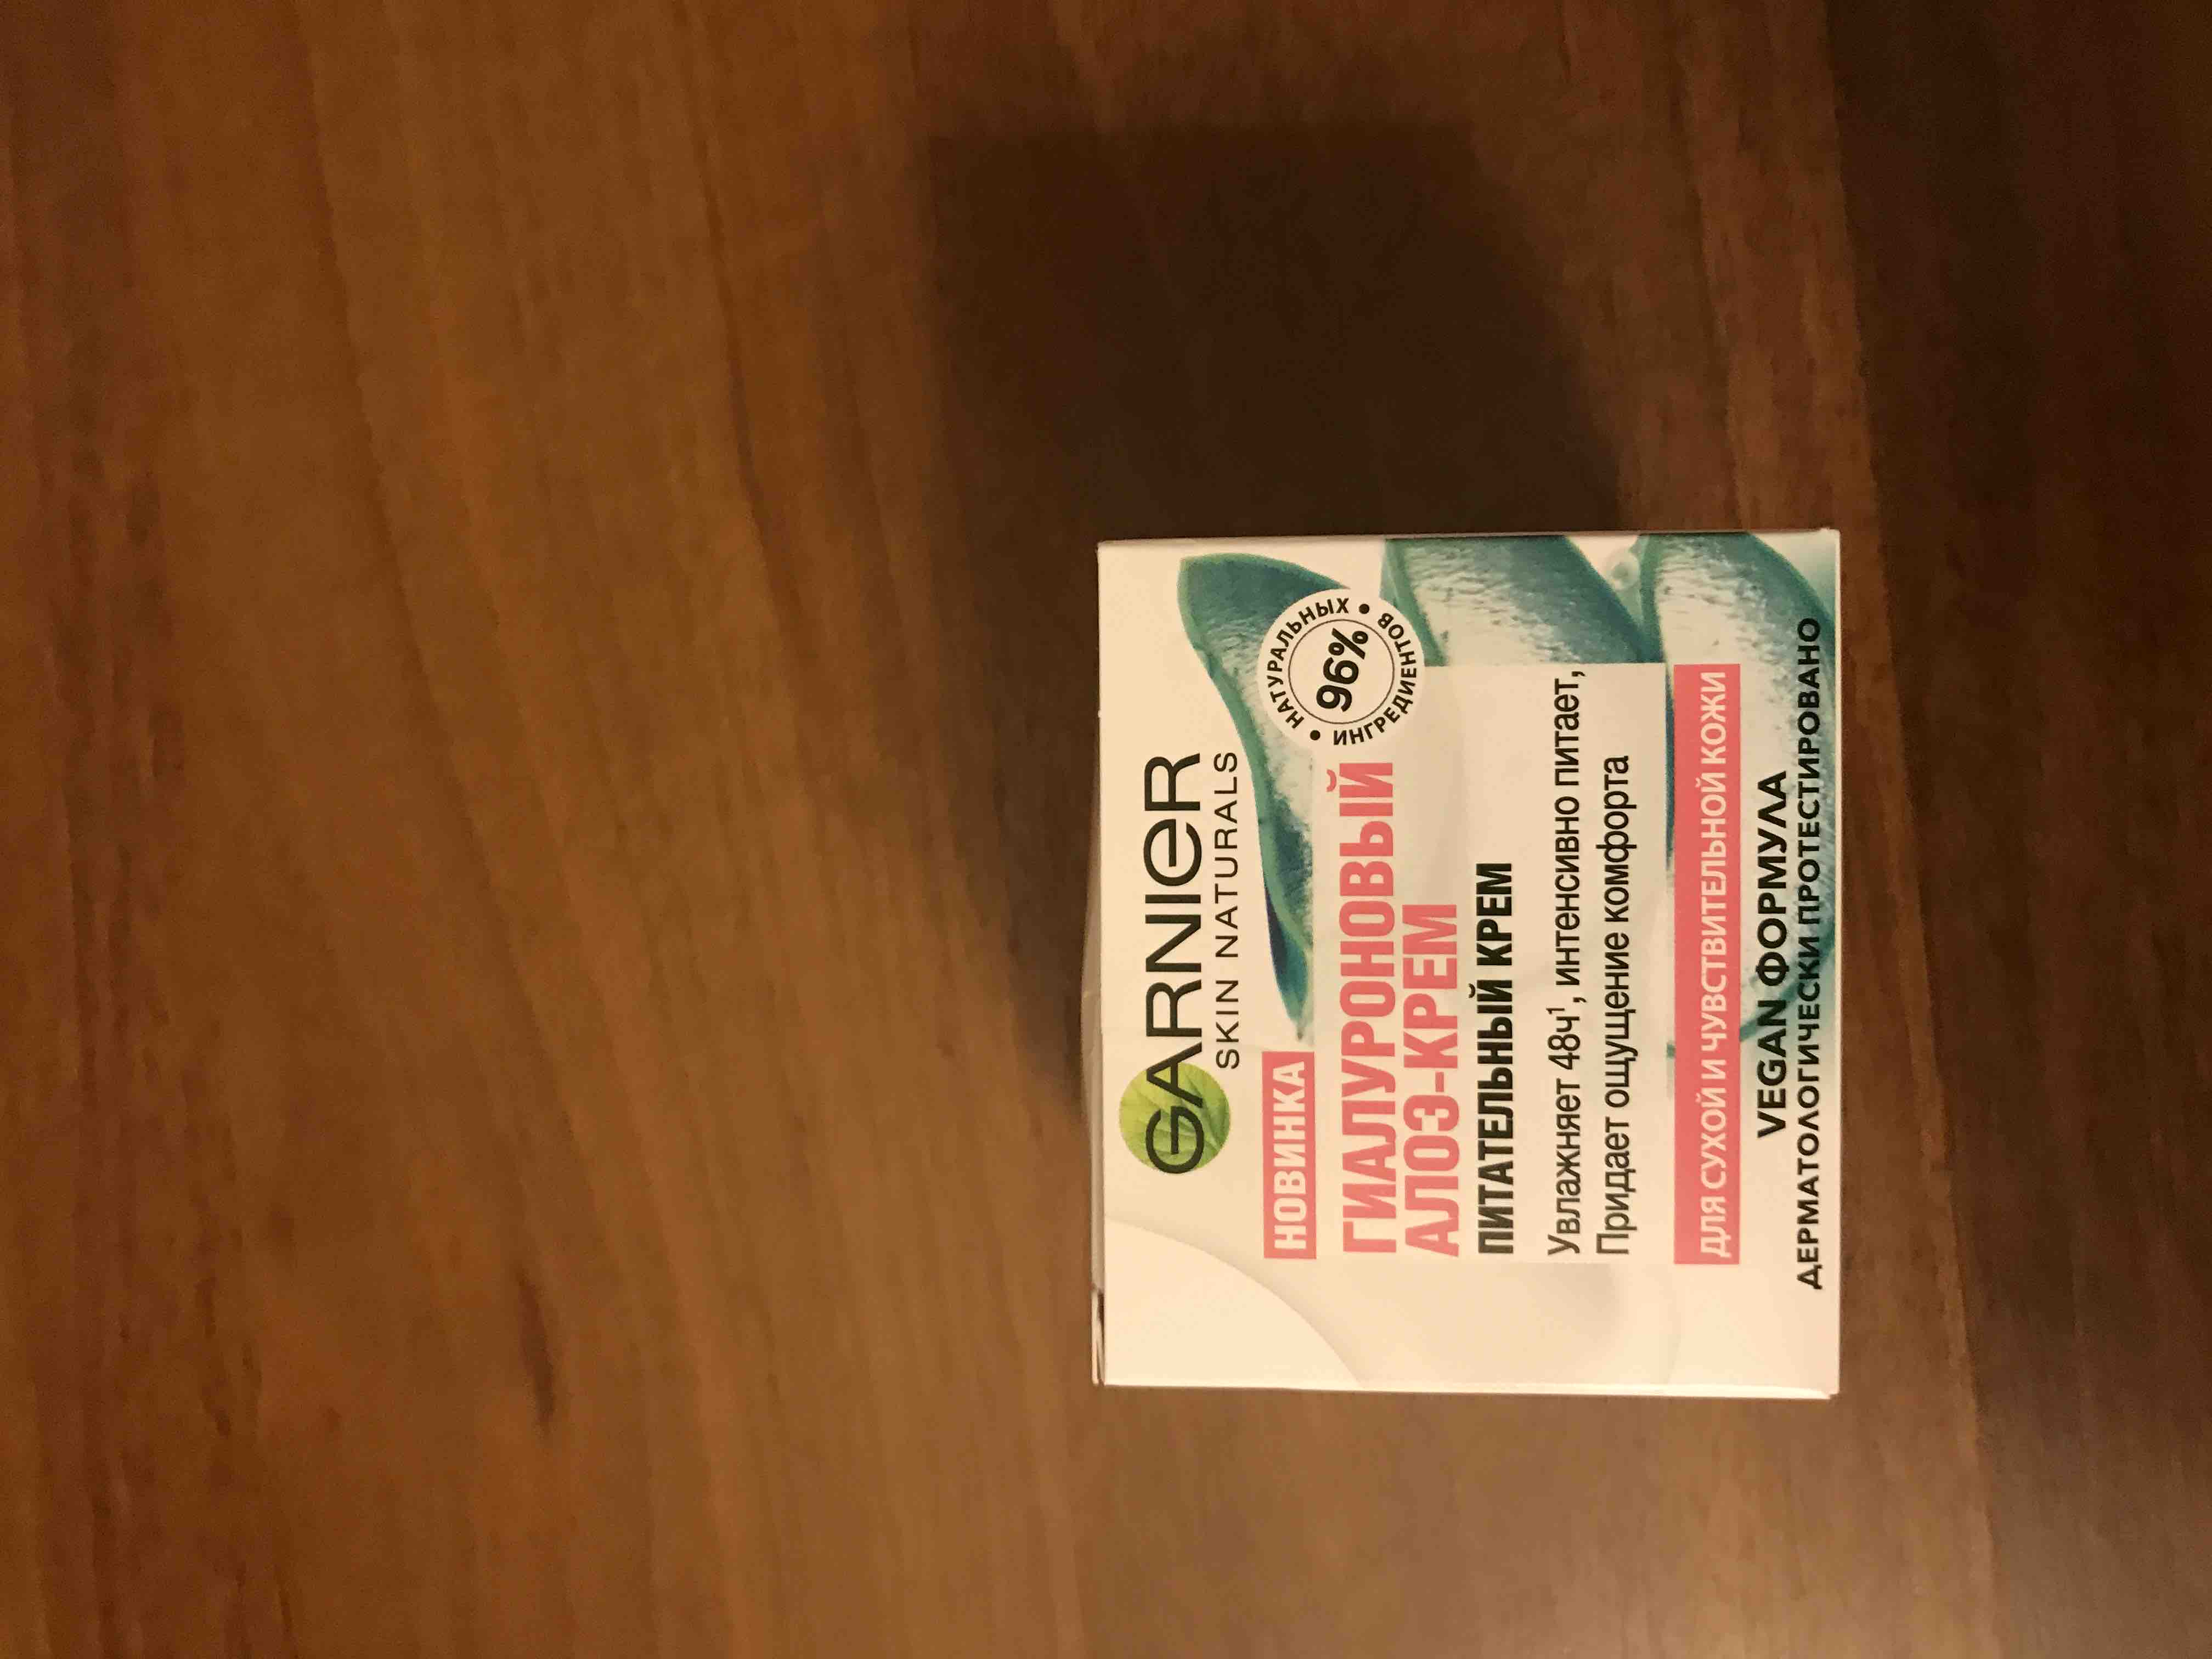 GARNIER
SKIN NATURALS
НОВИНКА
НАТУРАЛЬНЫХ •
96%
ИНГРЕДИЕНТОВ •
ГИАЛУРОНОВЫЙ
АЛОЭ-КРЕМ
ПИТАТЕЛЬНЫЙ КРЕМ
Увлажняет 48ч¹, интенсивно питает,
Придает ощущение комфорта
ДЛЯ СУХОЙ И ЧУВСТВИТЕЛЬНОЙ КОЖИ
VEGAN ФОРМУЛА
ДЕРМАТОЛОГИЧЕСКИ ПРОТЕСТИРОВАНО